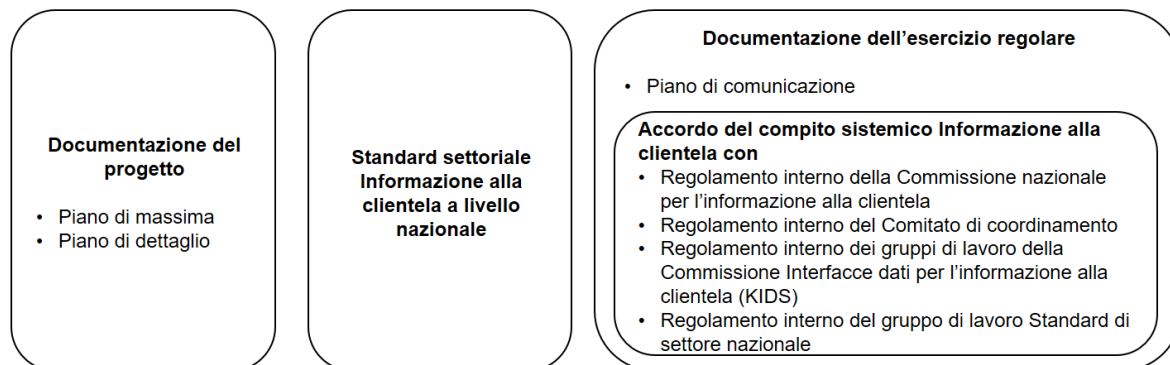 Documentazione del
progetto
• Piano di massima
• Piano di dettaglio
Standard settoriale
Informazione alla
clientela a livello
nazionale
Documentazione dell’esercizio regolare
• Piano di comunicazione
Accordo del compito sistemico Informazione alla
clientela con
• Regolamento interno della Commissione nazionale
per l’informazione alla clientela
• Regolamento interno del Comitato di coordinamento
• Regolamento interno dei gruppi di lavoro della
Commissione Interfacce dati per l’informazione alla
clientela (KIDS)
• Regolamento interno del gruppo di lavoro Standard di
settore nazionale